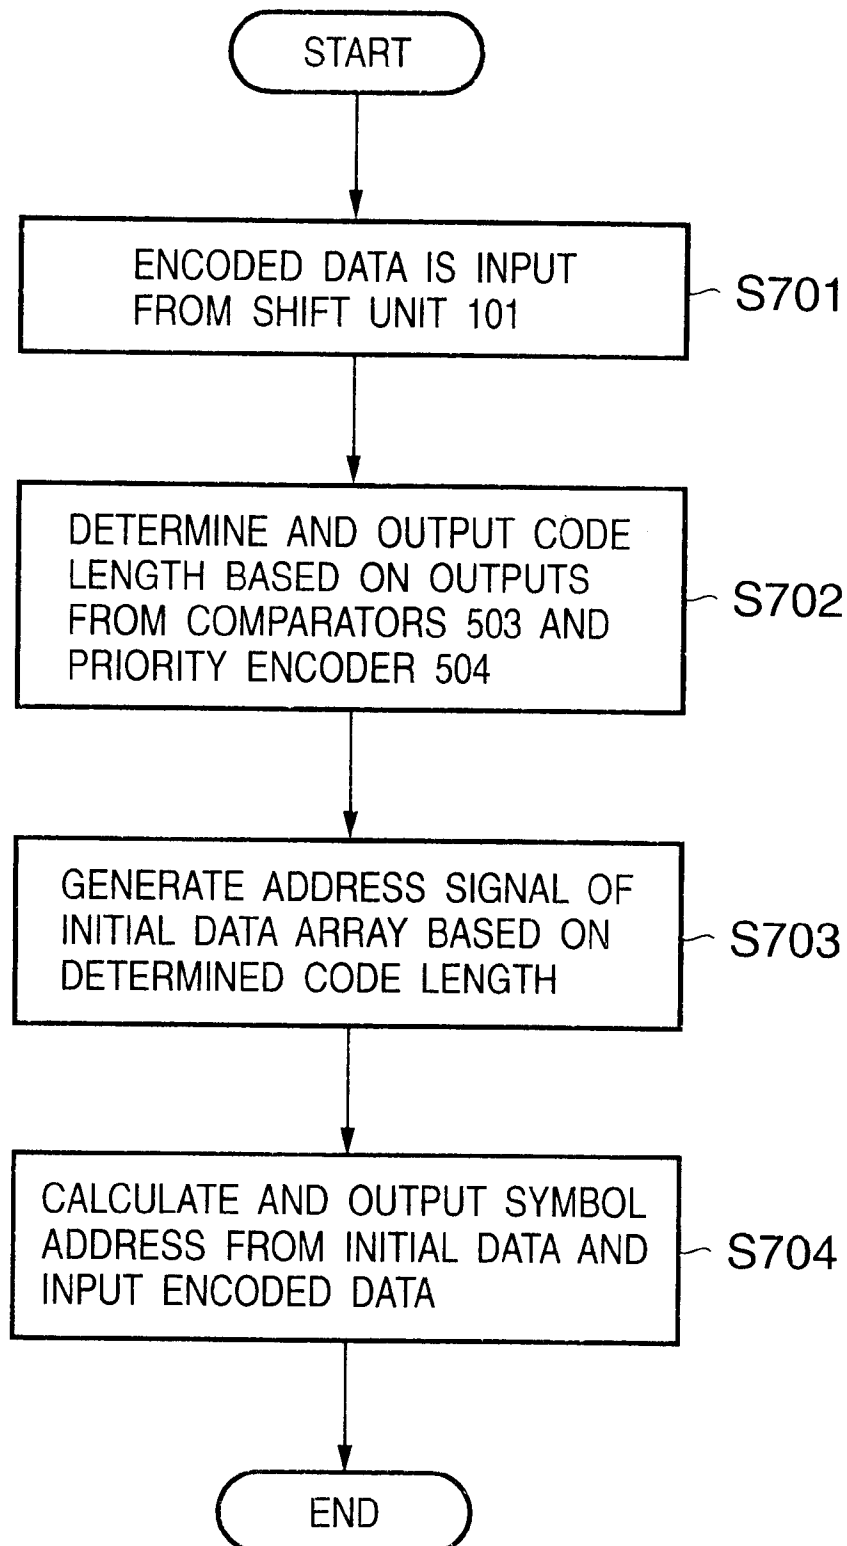 START
ENCODED DATA IS INPUT
FROM SHIFT UNIT 101
S701
DETERMINE AND OUTPUT CODE
LENGTH BASED ON OUTPUTS
FROM COMPARATORS 503 AND
PRIORITY ENCODER 504
S702
GENERATE ADDRESS SIGNAL OF
INITIAL DATA ARRAY BASED ON
DETERMINED CODE LENGTH
S703
CALCULATE AND OUTPUT SYMBOL
ADDRESS FROM INITIAL DATA AND
INPUT ENCODED DATA
S704
END